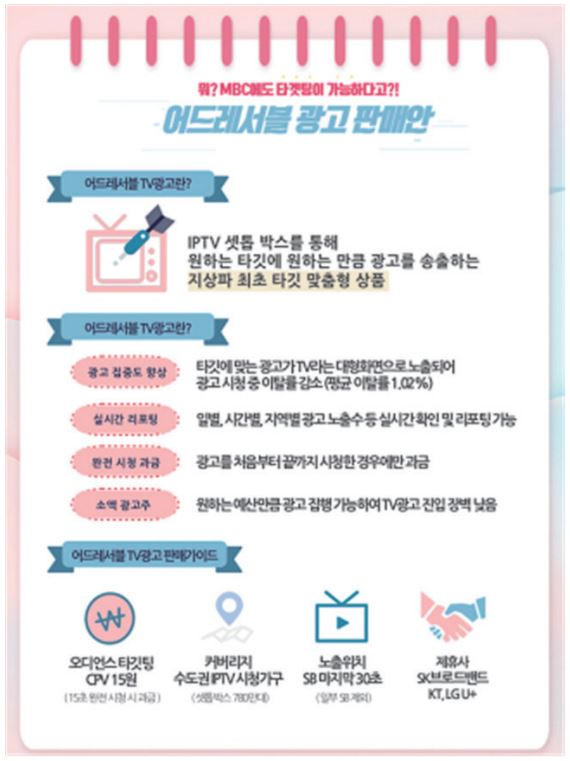 뭐? MBC에도 타겟팅이 가능하다고?!
어드레서블 광고 판매안
어드레서블 TV광고란?
IPTV 셋톱 박스를 통해
원하는 타깃에 원하는 만큼 광고를 송출하는
지상파 최초 타깃 맞춤형 상품
어드레서블 TV광고란?
광고 집중도 향상
타깃에 맞는 광고가 TV라는 대형화면으로 노출되어
광고 시청 중 이탈률 감소 (평균 이탈률 1.02%)
실시간 리포팅
일별, 시간별, 지역별 광고 노출수 등 실시간 확인 및 리포팅 가능
완전 시청 과금
광고를 처음부터 끝까지 시청한 경우에만 과금
소액 광고주
원하는 예산만큼 광고 집행 가능하여 TV광고 진입 장벽 낮음
어드레서블 TV광고 판매가이드
오디언스 타깃팅
CPV 15원
(15초 완전 시청 시 과금)
커버리지
수도권 IPTV 시청가구
(셋톱박스 780만대)
노출위치
SB 마지막 30초
(일부 SB 제외)
제휴사
SK브로드밴드
KT, LG U+